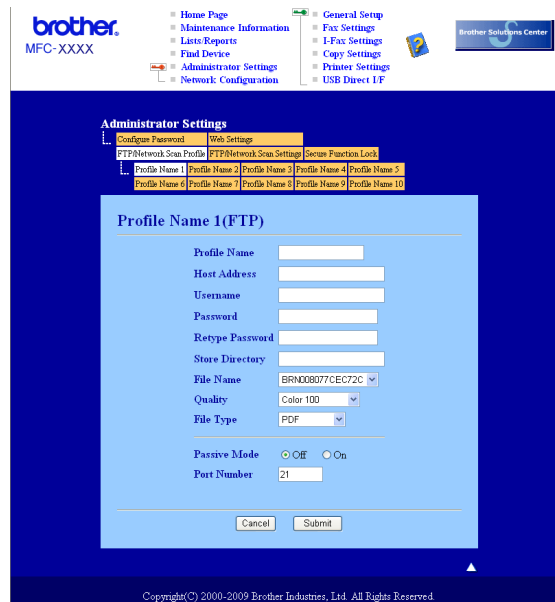 brother.
MFC-XXXX
Home Page
Maintenance Information
Lists/Reports
Find Device
Administrator Settings
Network Configuration
General Setup
Fax Settings
I-Fax Settings
Copy Settings
Printer Settings
USB Direct I/F
Brother Solutions Center
Administrator Settings
Configure Password Web Settings
FTP/Network Scan Profile FTP/Network Scan Settings Secure Function Lock
Profile Name 1 Profile Name 2 Profile Name 3 Profile Name 4 Profile Name 5
Profile Name 6 Profile Name 7 Profile Name 8 Profile Name 9 Profile Name 10
Profile Name 1(FTP)
Profile Name
Host Address
Username
Password
Retype Password
Store Directory
File Name BRN008077CEC72C
Quality Color 100
File Type PDF
Passive Mode Off On
Port Number 21
Cancel Submit
Copyright(C) 2000-2009 Brother Industries, Ltd. All Rights Reserved.